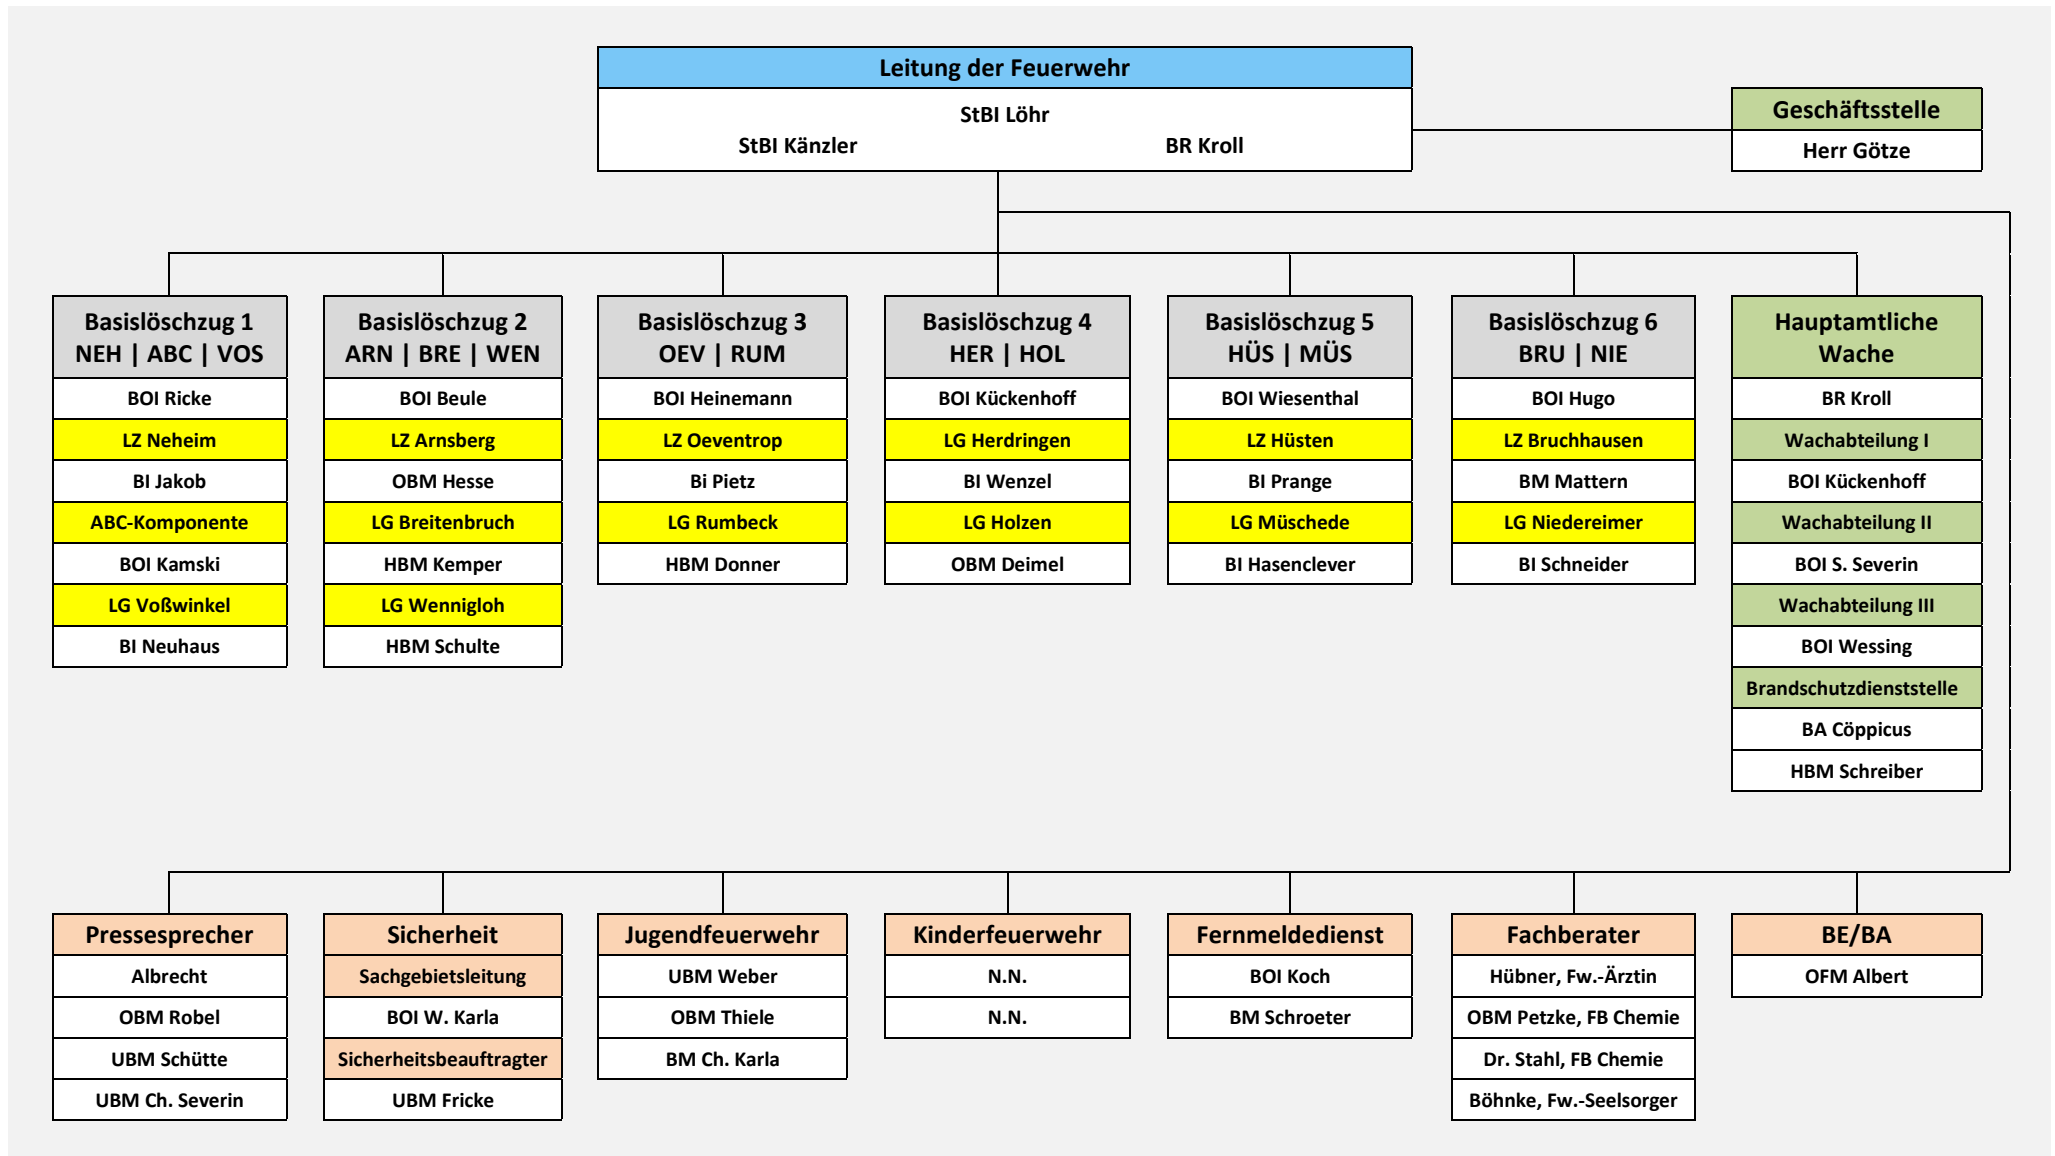 Leitung der Feuerwehr
StBI Löhr
StBI Känzler
BR Kroll
Geschäftsstelle
Herr Götze
Basislöschzug 1
NEH | ABC | VOS
BOI Ricke
LZ Neheim
BI Jakob
ABC-Komponente
BOI Kamski
LG Voßwinkel
BI Neuhaus
Basislöschzug 2
ARN | BRE | WEN
BOI Beule
LZ Arnsberg
OBM Hesse
LG Breitenbruch
HBM Kemper
LG Wennigloh
HBM Schulte
Basislöschzug 3
OEV | RUM
BOI Heinemann
LZ Oeventrop
Bi Pietz
LG Rumbeck
HBM Donner
Basislöschzug 4
HER | HOL
BOI Kückenhoff
LG Herdringen
BI Wenzel
LG Holzen
OBM Deimel
Basislöschzug 5
HÜS | MÜS
BOI Wiesenthal
LZ Hüsten
BI Prange
LG Müschede
BI Hasenclever
Basislöschzug 6
BRU | NIE
BOI Hugo
LZ Bruchhausen
BM Mattern
LG Niedereimer
BI Schneider
Hauptamtliche
Wache
BR Kroll
Wachabteilung I
BOI Kückenhoff
Wachabteilung II
BOI S. Severin
Wachabteilung III
BOI Wessing
Brandschutzdienststelle
BA Cöppicus
HBM Schreiber
Pressesprecher
Albrecht
OBM Robel
UBM Schütte
UBM Ch. Severin
Sicherheit
Sachgebietsleitung
BOI W. Karla
Sicherheitsbeauftragter
UBM Fricke
Jugendfeuerwehr
UBM Weber
OBM Thiele
BM Ch. Karla
Kinderfeuerwehr
N.N.
N.N.
Fernmeldedienst
BOI Koch
BM Schroeter
Fachberater
Hübner, Fw.-Ärztin
OBM Petzke, FB Chemie
Dr. Stahl, FB Chemie
Böhnke, Fw.-Seelsorger
BE/BA
OFM Albert